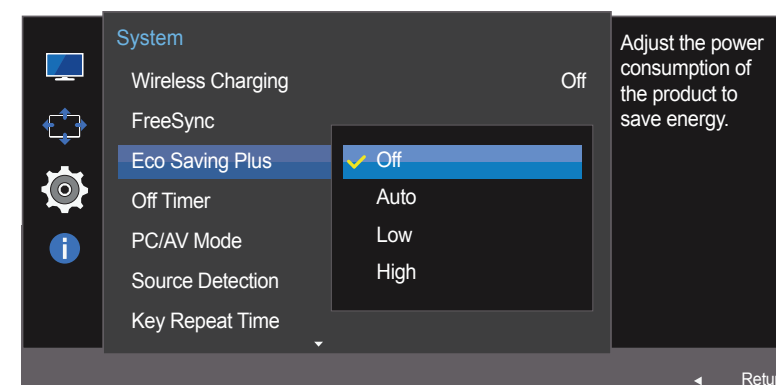 System
Wireless Charging Off
FreeSync
Eco Saving Plus
Off Timer
PC/AV Mode
Source Detection
Key Repeat Time
Off
Auto
Low
High
Adjust the power
consumption of
the product to
save energy.